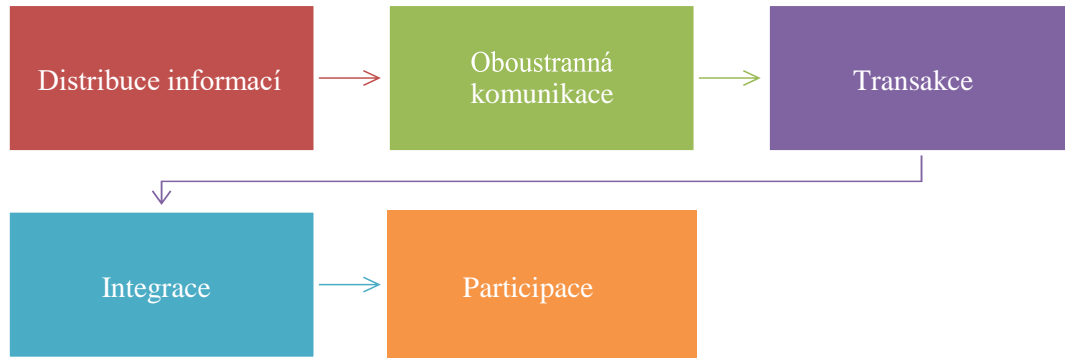 Distribuce informací
Oboustranná
komunikace
Transakce
Integrace
Participace